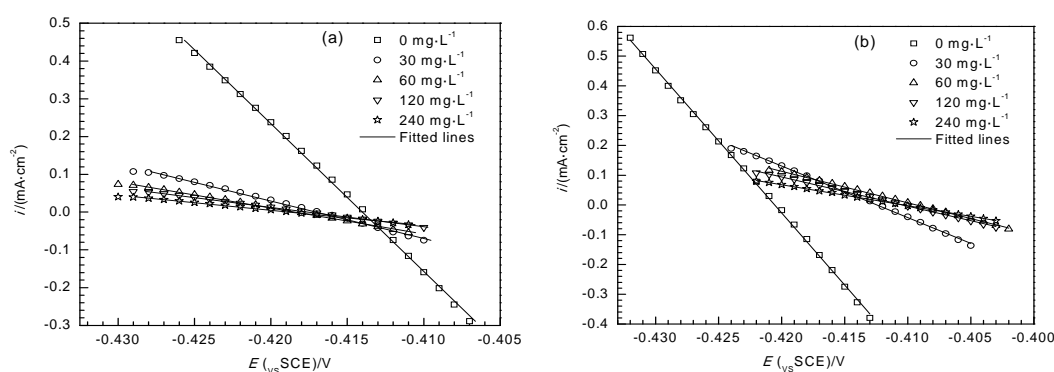 0.5
0.4
0.3
0.2
0.1
0.0
-0.1
-0.2
-0.3
i/(mA·cm-2)
(a)
0 mg·L-1
30 mg·L-1
60 mg·L-1
120 mg·L-1
240 mg·L-1
Fitted lines
-0.430 -0.425 -0.420 -0.415 -0.410 -0.405
E (vsSCE)/V
0.6
0.5
0.4
0.3
0.2
0.1
0.0
-0.1
-0.2
-0.3
-0.4
i/(mA·cm-2)
(b)
0 mg·L-1
30 mg·L-1
60 mg·L-1
120 mg·L-1
240 mg·L-1
Fitted lines
-0.430 -0.425 -0.420 -0.415 -0.410 -0.405 -0.400
E (vsSCE)/V